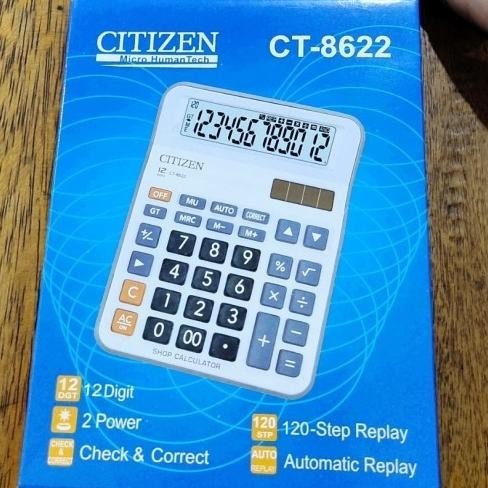 CITIZEN
Micro HumanTech
CT-8622
123456789012
CITIZEN
12 CT-8622
OFF MU AUTO CORRECT ▲ ▼
GT MRC M− M+
+/− 7 8 9 % √
▶ 4 5 6 × ÷
C 1 2 3 + −
AC ON 0 00 • =
SHOP CALCULATOR
12 DGT 12 Digit
2 Power
CHECK & CORRECT Check & Correct
120 STP 120-Step Replay
AUTO REPLAY Automatic Replay